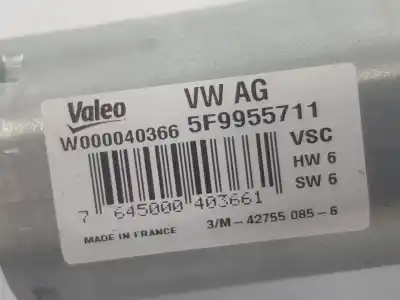 Valeo VW AG
W000040366 5F9955711
VSC
HW 6
SW 6
7 645000 403661
MADE IN FRANCE 3/M-42755 085-6